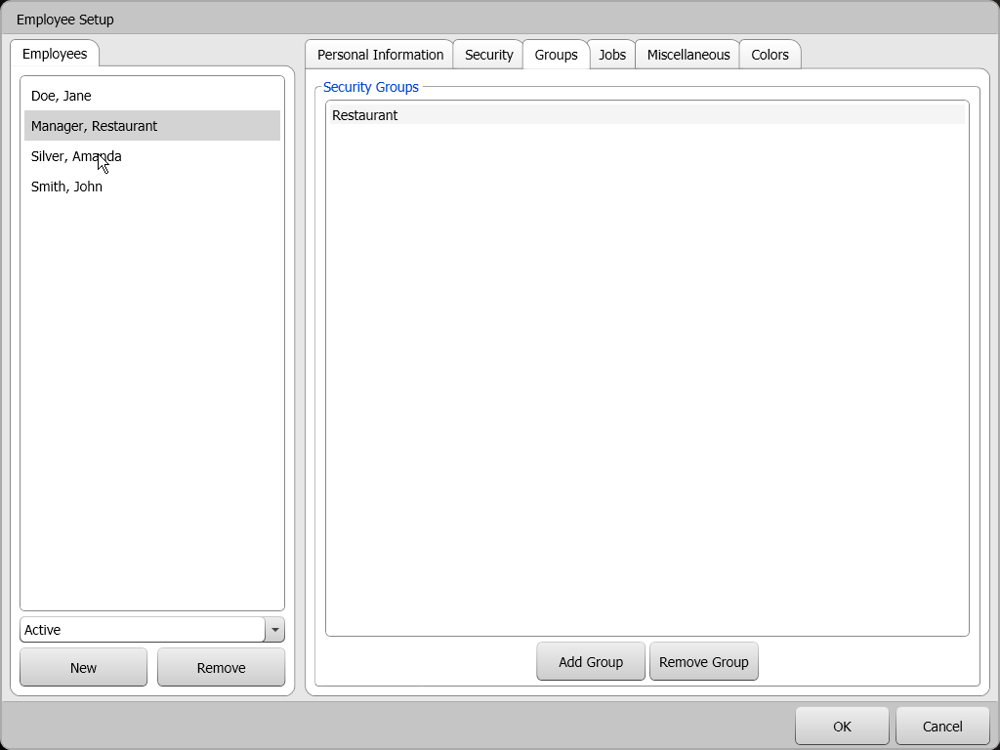 Employee Setup
Employees
Doe, Jane
Manager, Restaurant
Silver, Amanda
Smith, John
Active
New
Remove
Personal Information
Security
Groups
Jobs
Miscellaneous
Colors
Security Groups
Restaurant
Add Group
Remove Group
OK
Cancel